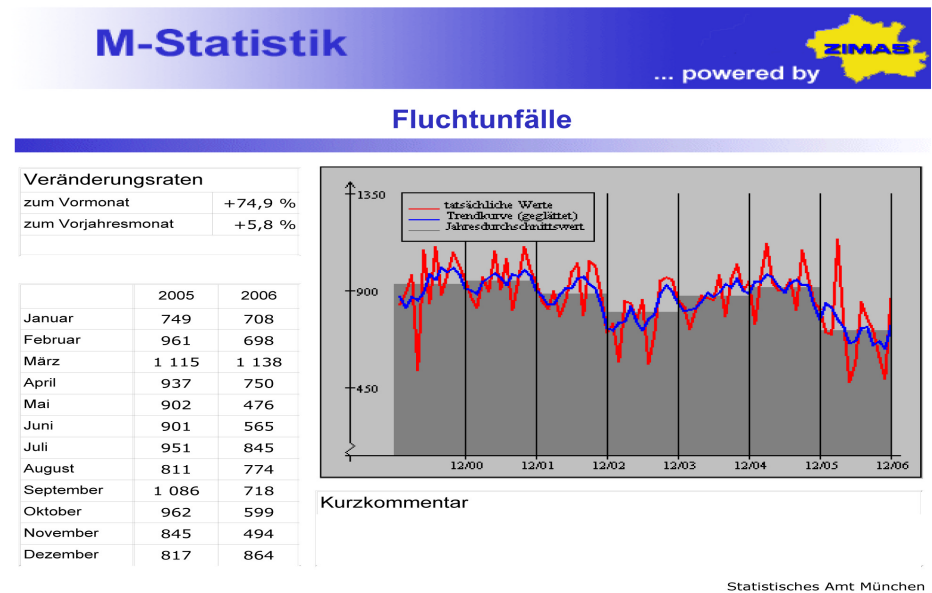 M-Statistik
ZIMAS
... powered by
Fluchtunfälle
Veränderungsraten
zum Vormonat +74,9 %
zum Vorjahresmonat +5,8 %
2005 2006
Januar 749 708
Februar 961 698
März 1 115 1 138
April 937 750
Mai 902 476
Juni 901 565
Juli 951 845
August 811 774
September 1 086 718
Oktober 962 599
November 845 494
Dezember 817 864
1350
tatsächliche Werte
Trendkurve (geglättet)
Jahresdurchschnittswert
900
450
12/00 12/01 12/02 12/03 12/04 12/05 12/06
Kurzkommentar
Statistisches Amt München